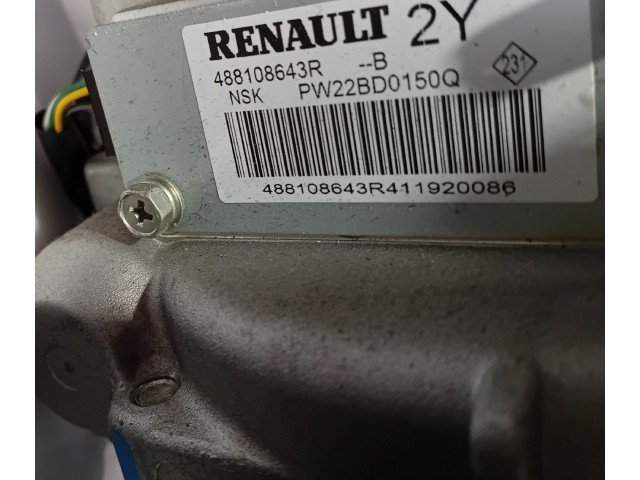 RENAULT 2Y
488108643R --B
231
NSK PW22BD0150Q
488108643R411920086